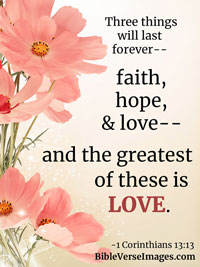 Three things
will last
forever--
faith,
hope,
& love--
and the greatest
of these is
LOVE.
-1 Corinthians 13:13
BibleVerseImages.com